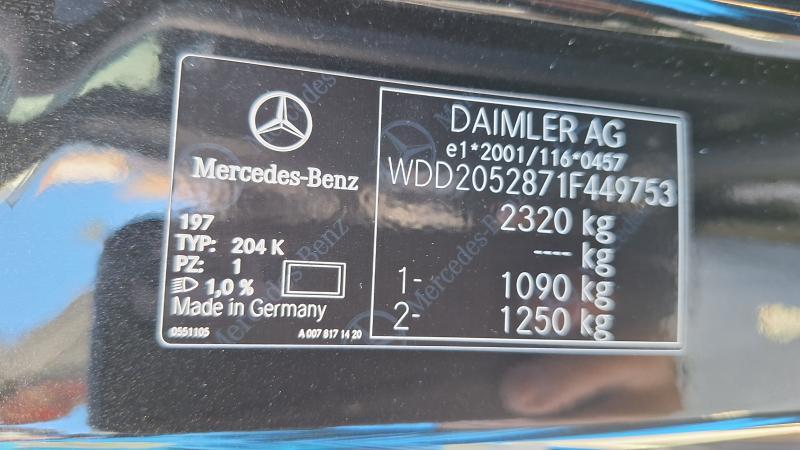 Mercedes-Benz
197
TYP: 204 K
PZ: 1
1,0 %
Made in Germany
0551105
A 007 817 14 20
DAIMLER AG
e1*2001/116*0457
WDD2052871F449753
2320 kg
---- kg
1- 1090 kg
2- 1250 kg